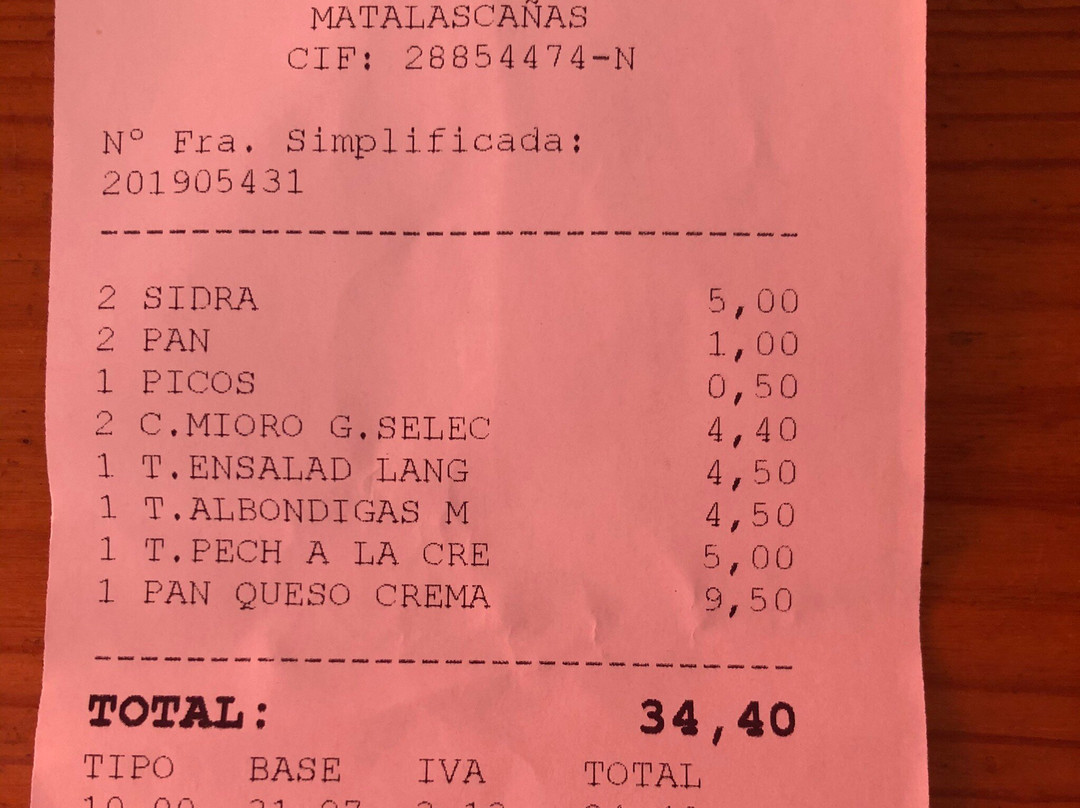 MATALASCAÑAS
CIF: 28854474-N
Nº Fra. Simplificada:
201905431
2 SIDRA 5,00
2 PAN 1,00
1 PICOS 0,50
2 C.MIORO G.SELEC 4,40
1 T.ENSALAD LANG 4,50
1 T.ALBONDIGAS M 4,50
1 T.PECH A LA CRE 5,00
1 PAN QUESO CREMA 9,50
TOTAL: 34,40
TIPO BASE IVA TOTAL